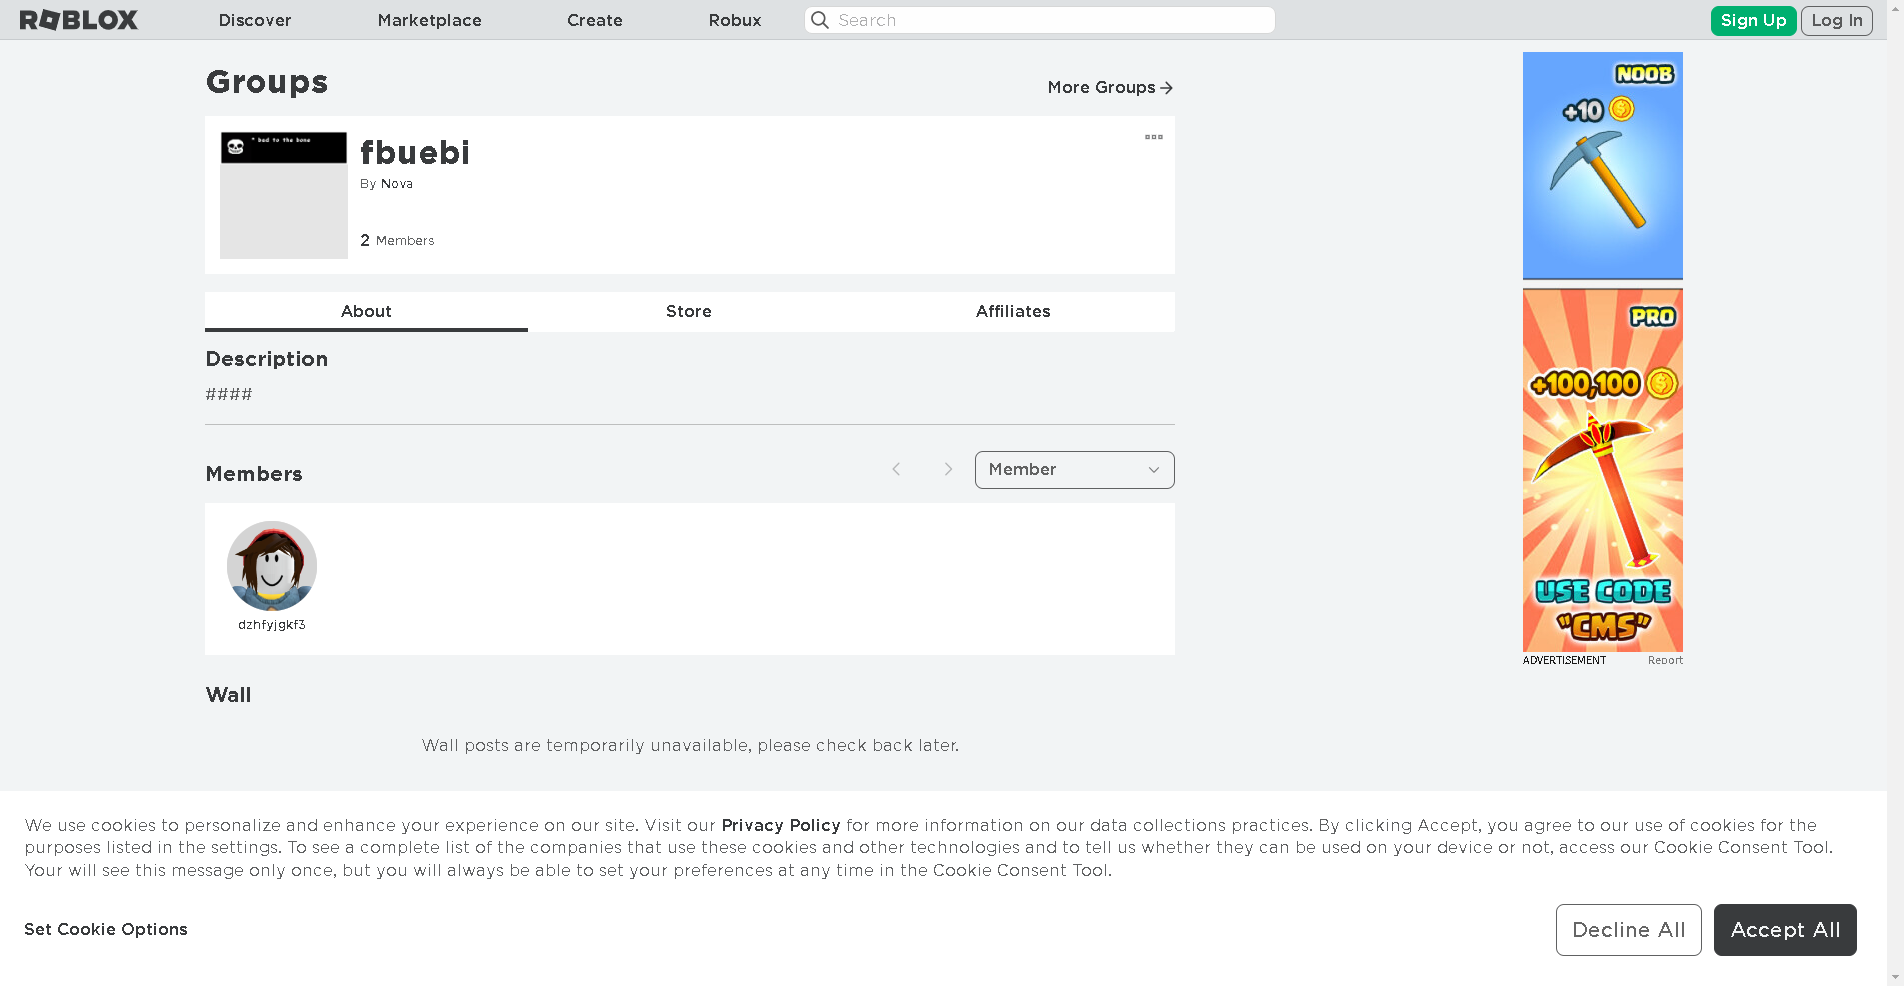 ROBLOX Discover Marketplace Create Robux Search Sign Up Log In
Groups
More Groups
* bad to the bone
fbuebi
By Nova
2 Members
About Store Affiliates
Description
####
Members
Member
dzhfyjgkf3
Wall
Wall posts are temporarily unavailable, please check back later.
NOOB
+10
PRO
+100,100
USE CODE
"CMS"
ADVERTISEMENT Report
We use cookies to personalize and enhance your experience on our site. Visit our Privacy Policy for more information on our data collections practices. By clicking Accept, you agree to our use of cookies for the
purposes listed in the settings. To see a complete list of the companies that use these cookies and other technologies and to tell us whether they can be used on your device or not, access our Cookie Consent Tool.
Your will see this message only once, but you will always be able to set your preferences at any time in the Cookie Consent Tool.
Set Cookie Options
Decline All
Accept All